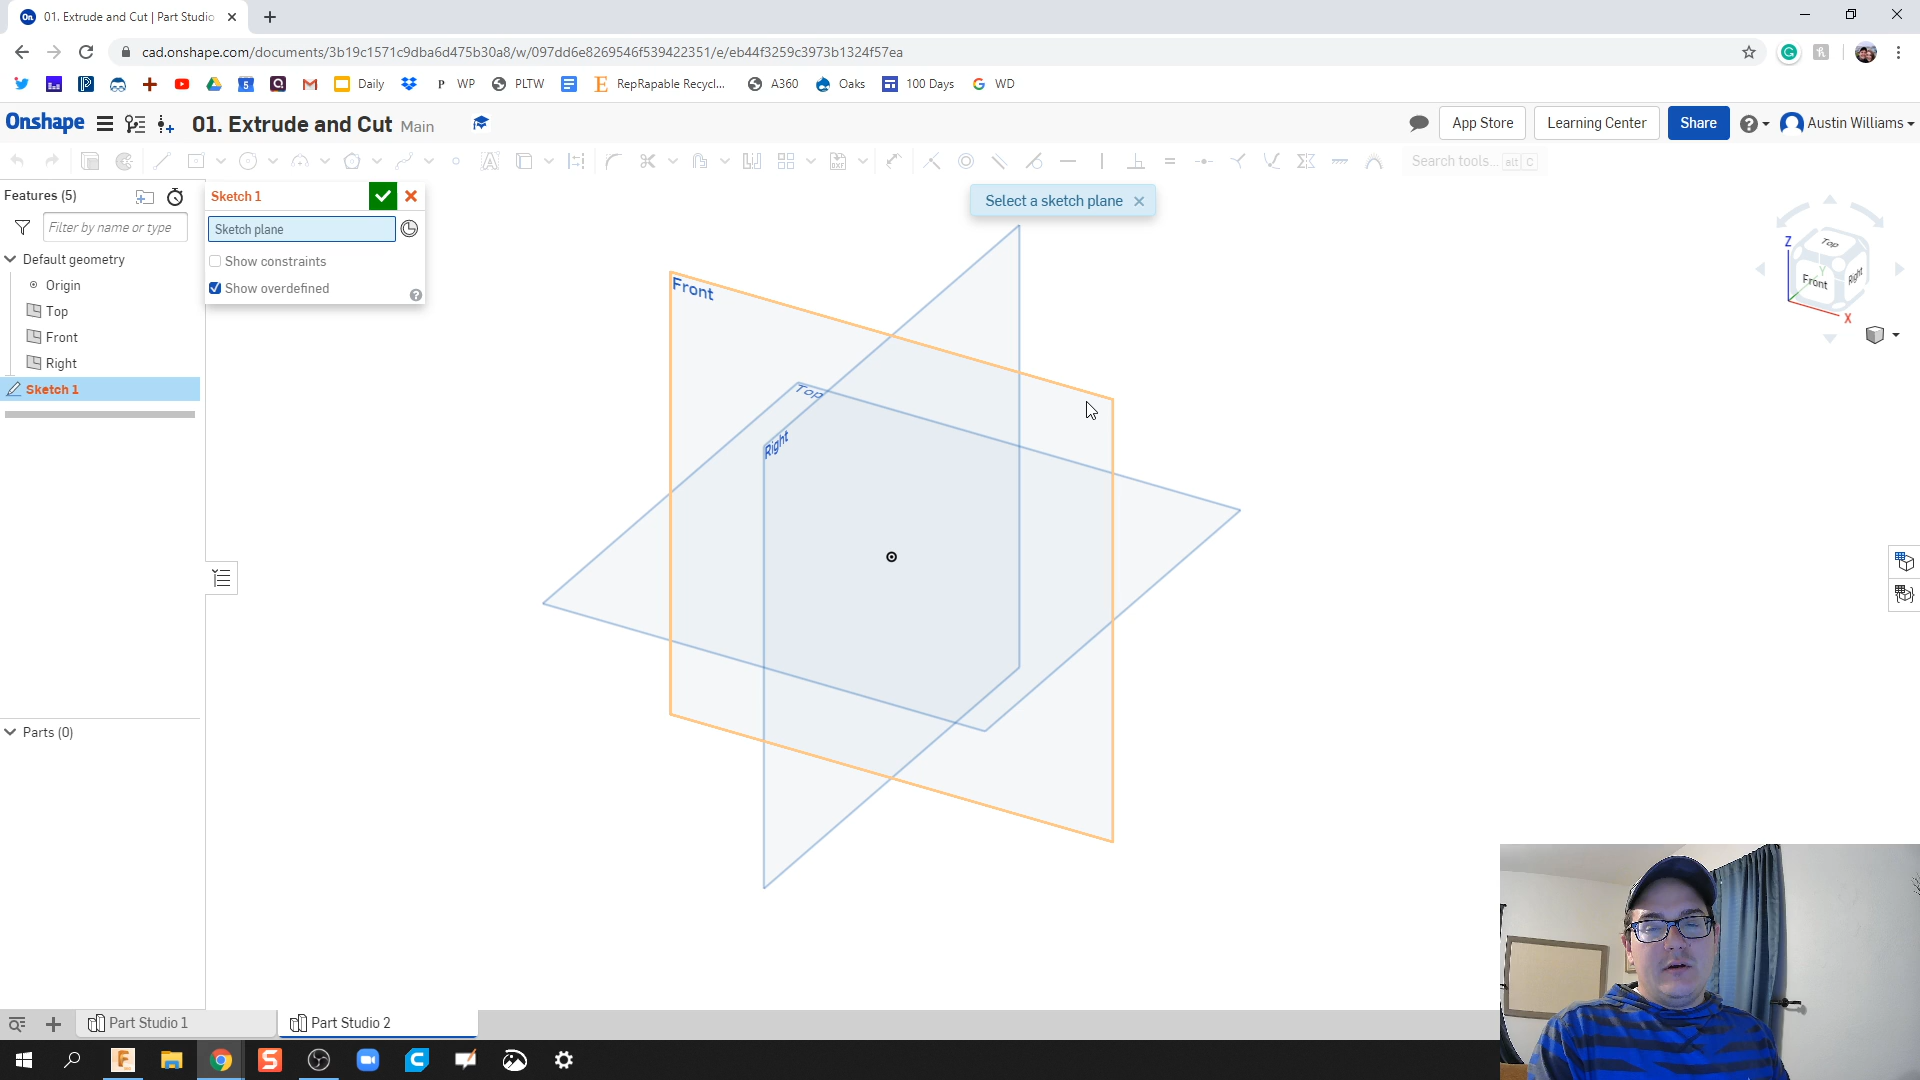 01. Extrude and Cut | Part Studio
cad.onshape.com/documents/3b19c1571c9dba6d475b30a8/w/097dd6e8269546f539422351/e/eb44f3259c3973b1324f57ea
Daily
WP
PLTW
RepRapable Recycl...
A360
Oaks
100 Days
WD
Onshape
01. Extrude and Cut Main
App Store
Learning Center
Share
Austin Williams
Search tools... alt C
Features (5)
Filter by name or type
Default geometry
Origin
Top
Front
Right
Sketch 1
Sketch 1
Sketch plane
Show constraints
Show overdefined
Select a sketch plane
Front
Top
Right
Z
Top
Front
Right
Y
X
Parts (0)
Part Studio 1
Part Studio 2